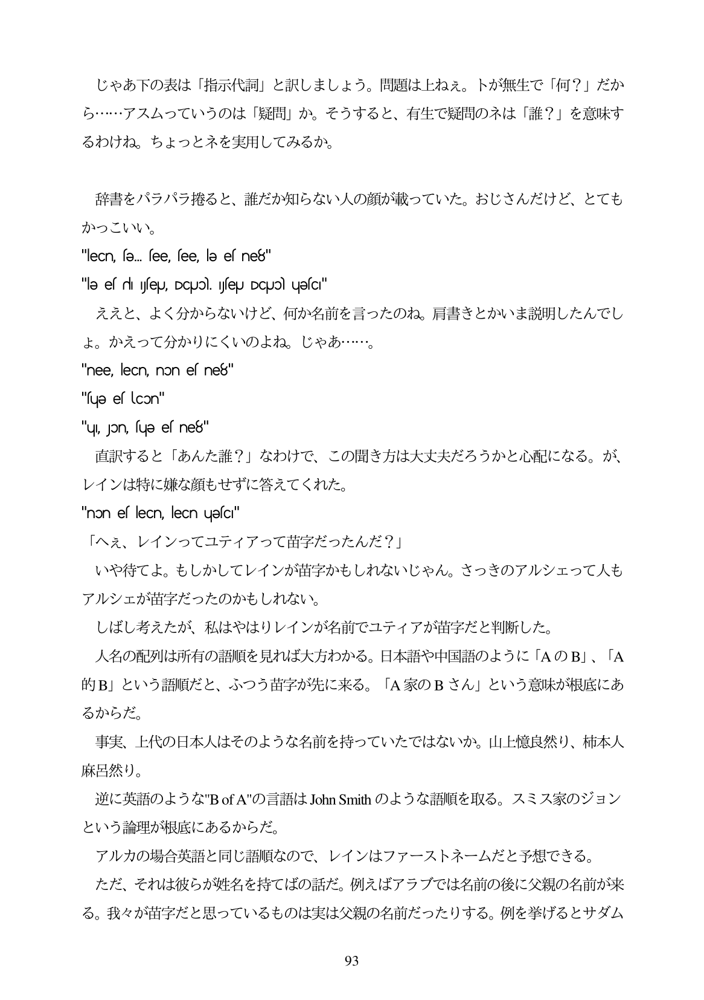 じゃあ下の表は「指示代詞」と訳しましょう。問題は上ねぇ。トが無生で「何？」だか
ら……アスムっていうのは「疑問」か。そうすると、有生で疑問のネは「誰？」を意味す
るわけね。ちょっとネを実用してみるか。
辞書をパラパラ捲ると、誰だか知らない人の顔が載っていた。おじさんだけど、とても
かっこいい。
"lecn, ſə... ſee, ſee, lə eſ ne8"
"lə eſ
ええと、よく分からないけど、何か名前を言ったのね。肩書きとかいま説明したんでし
ょ。かえって分かりにくいのよね。じゃあ……。
"nee, lecn, nɔn eſ ne8"
"ſyə eſ lcɔn"
"yı, ȷɔn, ſyə eſ ne8"
直訳すると「あんた誰？」なわけで、この聞き方は大丈夫だろうかと心配になる。が、
レインは特に嫌な顔もせずに答えてくれた。
"nɔn eſ lecn, lecn yəſcı"
「へぇ、レインってユティアって苗字だったんだ？」
いや待てよ。もしかしてレインが苗字かもしれないじゃん。さっきのアルシェって人も
アルシェが苗字だったのかもしれない。
しばし考えたが、私はやはりレインが名前でユティアが苗字だと判断した。
人名の配列は所有の語順を見れば大方わかる。日本語や中国語のように「A の B」、「A
的 B」という語順だと、ふつう苗字が先に来る。「A 家の B さん」という意味が根底にあ
るからだ。
事実、上代の日本人はそのような名前を持っていたではないか。山上憶良然り、柿本人
麻呂然り。
逆に英語のような"B of A"の言語は John Smith のような語順を取る。スミス家のジョン
という論理が根底にあるからだ。
アルカの場合英語と同じ語順なので、レインはファーストネームだと予想できる。
ただ、それは彼らが姓名を持てばの話だ。例えばアラブでは名前の後に父親の名前が来
る。我々が苗字だと思っているものは実は父親の名前だったりする。例を挙げるとサダム
93